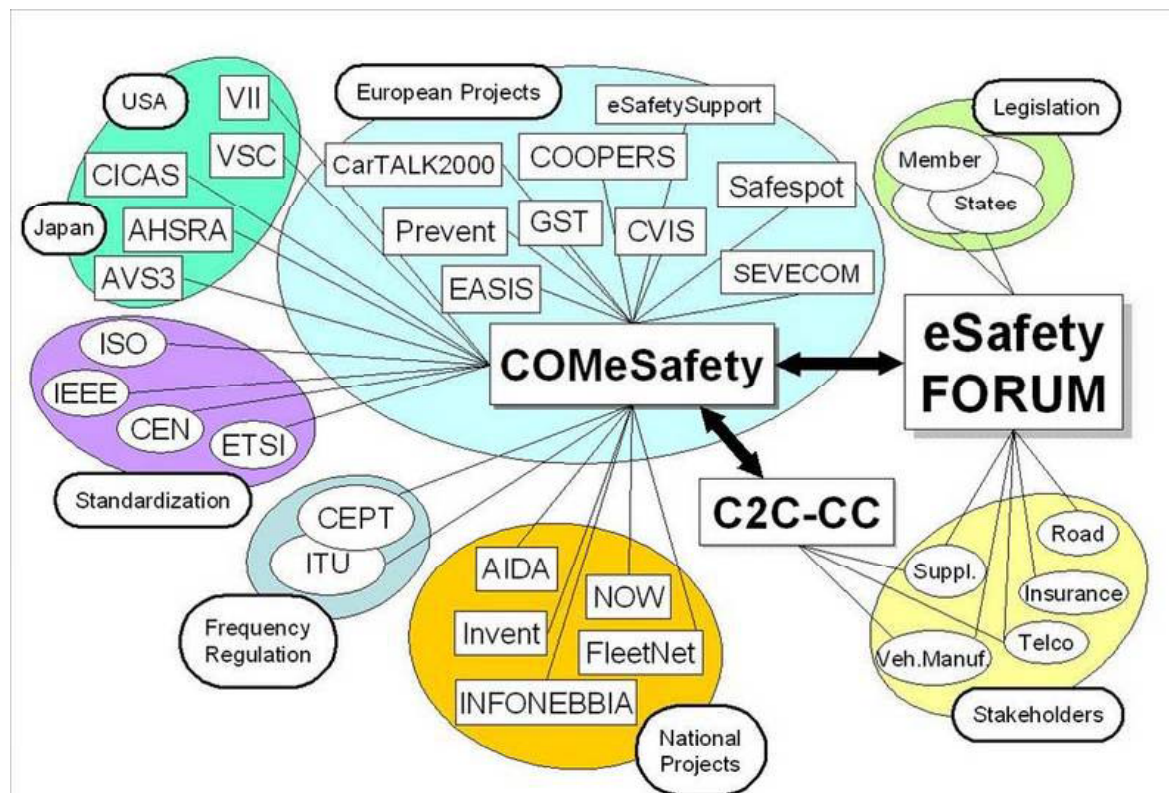 USA
VII
VSC
CICAS
Japan
AHSRA
AVS3
European Projects
eSafetySupport
CarTALK2000
COOPERS
Safespot
Prevent
GST
CVIS
EASIS
SEVECOM
Legislation
Member
States
COMeSafety
eSafety
FORUM
ISO
IEEE
CEN
ETSI
Standardization
CEPT
ITU
Frequency
Regulation
C2C-CC
AIDA
NOW
Invent
FleetNet
INFONEBBIA
National
Projects
Road
Suppl.
Insurance
Telco
Veh.Manuf.
Stakeholders